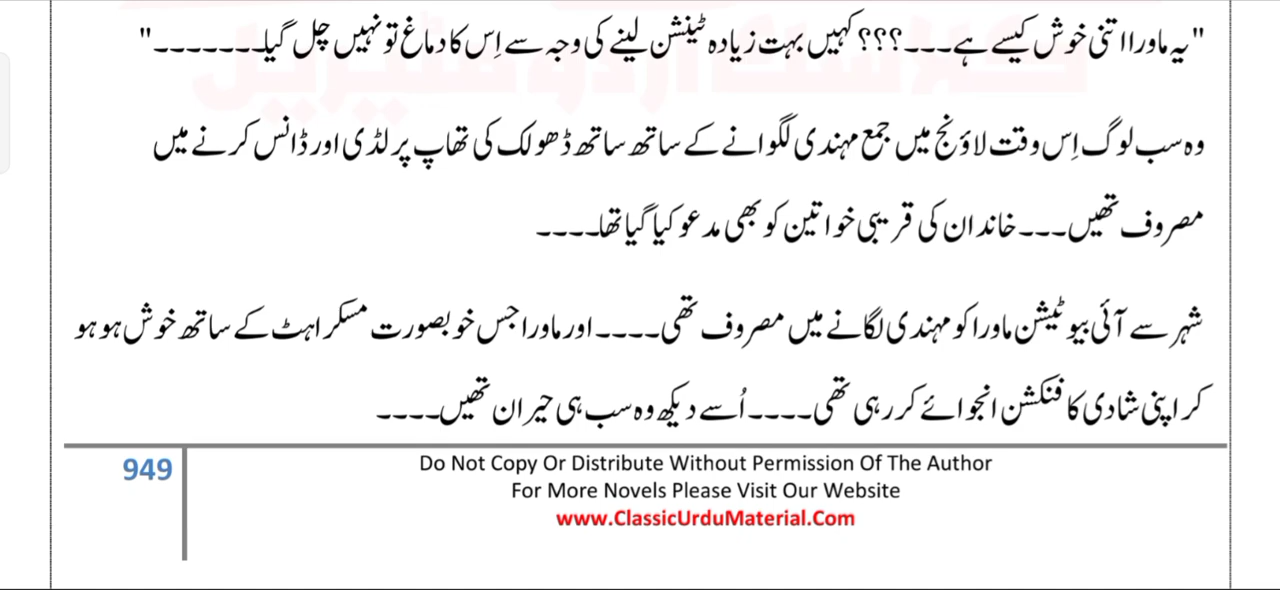 "یہ ماورا اتنی خوش کیسے ہے۔۔۔؟؟؟ کہیں بہت زیادہ ٹینشن لینے کی وجہ سے اِس کا دماغ تو نہیں چل گیا۔۔۔۔۔۔۔"
وہ سب لوگ اِس وقت لاؤنج میں جمع مہندی لگوانے کے ساتھ ساتھ ڈھولک کی تھاپ پر لڈی اور ڈانس کرنے میں
مصروف تھیں۔۔۔ خاندان کی قریبی خواتین کو بھی مدعو کیا گیا تھا۔۔۔۔
شہر سے آئی بیوٹیشن ماورا کو مہندی لگانے میں مصروف تھی۔۔۔۔ اور ماورا جس خوبصورت مسکراہٹ کے ساتھ خوش ہو ہو
کر اپنی شادی کا فنکشن انجوائے کر رہی تھی۔۔۔۔ اُسے دیکھ وہ سب ہی حیران تھیں۔۔۔۔
949
Do Not Copy Or Distribute Without Permission Of The Author
For More Novels Please Visit Our Website
www.ClassicUrduMaterial.Com